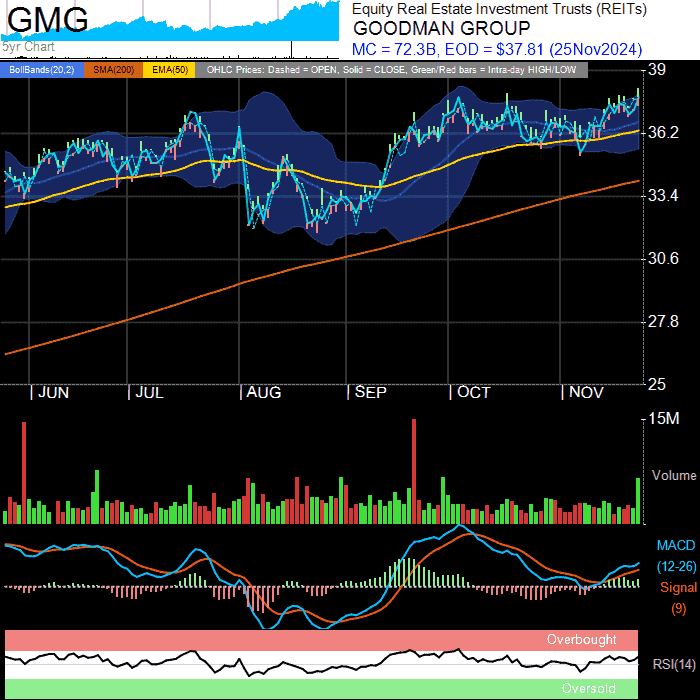 GMG
5yr Chart
Equity Real Estate Investment Trusts (REITs)
GOODMAN GROUP
MC = 72.3B, EOD = $37.81 (25Nov2024)
BollBands(20,2) SMA(200) EMA(50) OHLC Prices: Dashed = OPEN, Solid = CLOSE, Green/Red bars = Intra-day HIGH/LOW
39
36.2
33.4
30.6
27.8
25
JUN JUL AUG SEP OCT NOV
15M
Volume
MACD
(12-26)
Signal
(9)
Overbought
RSI(14)
Oversold